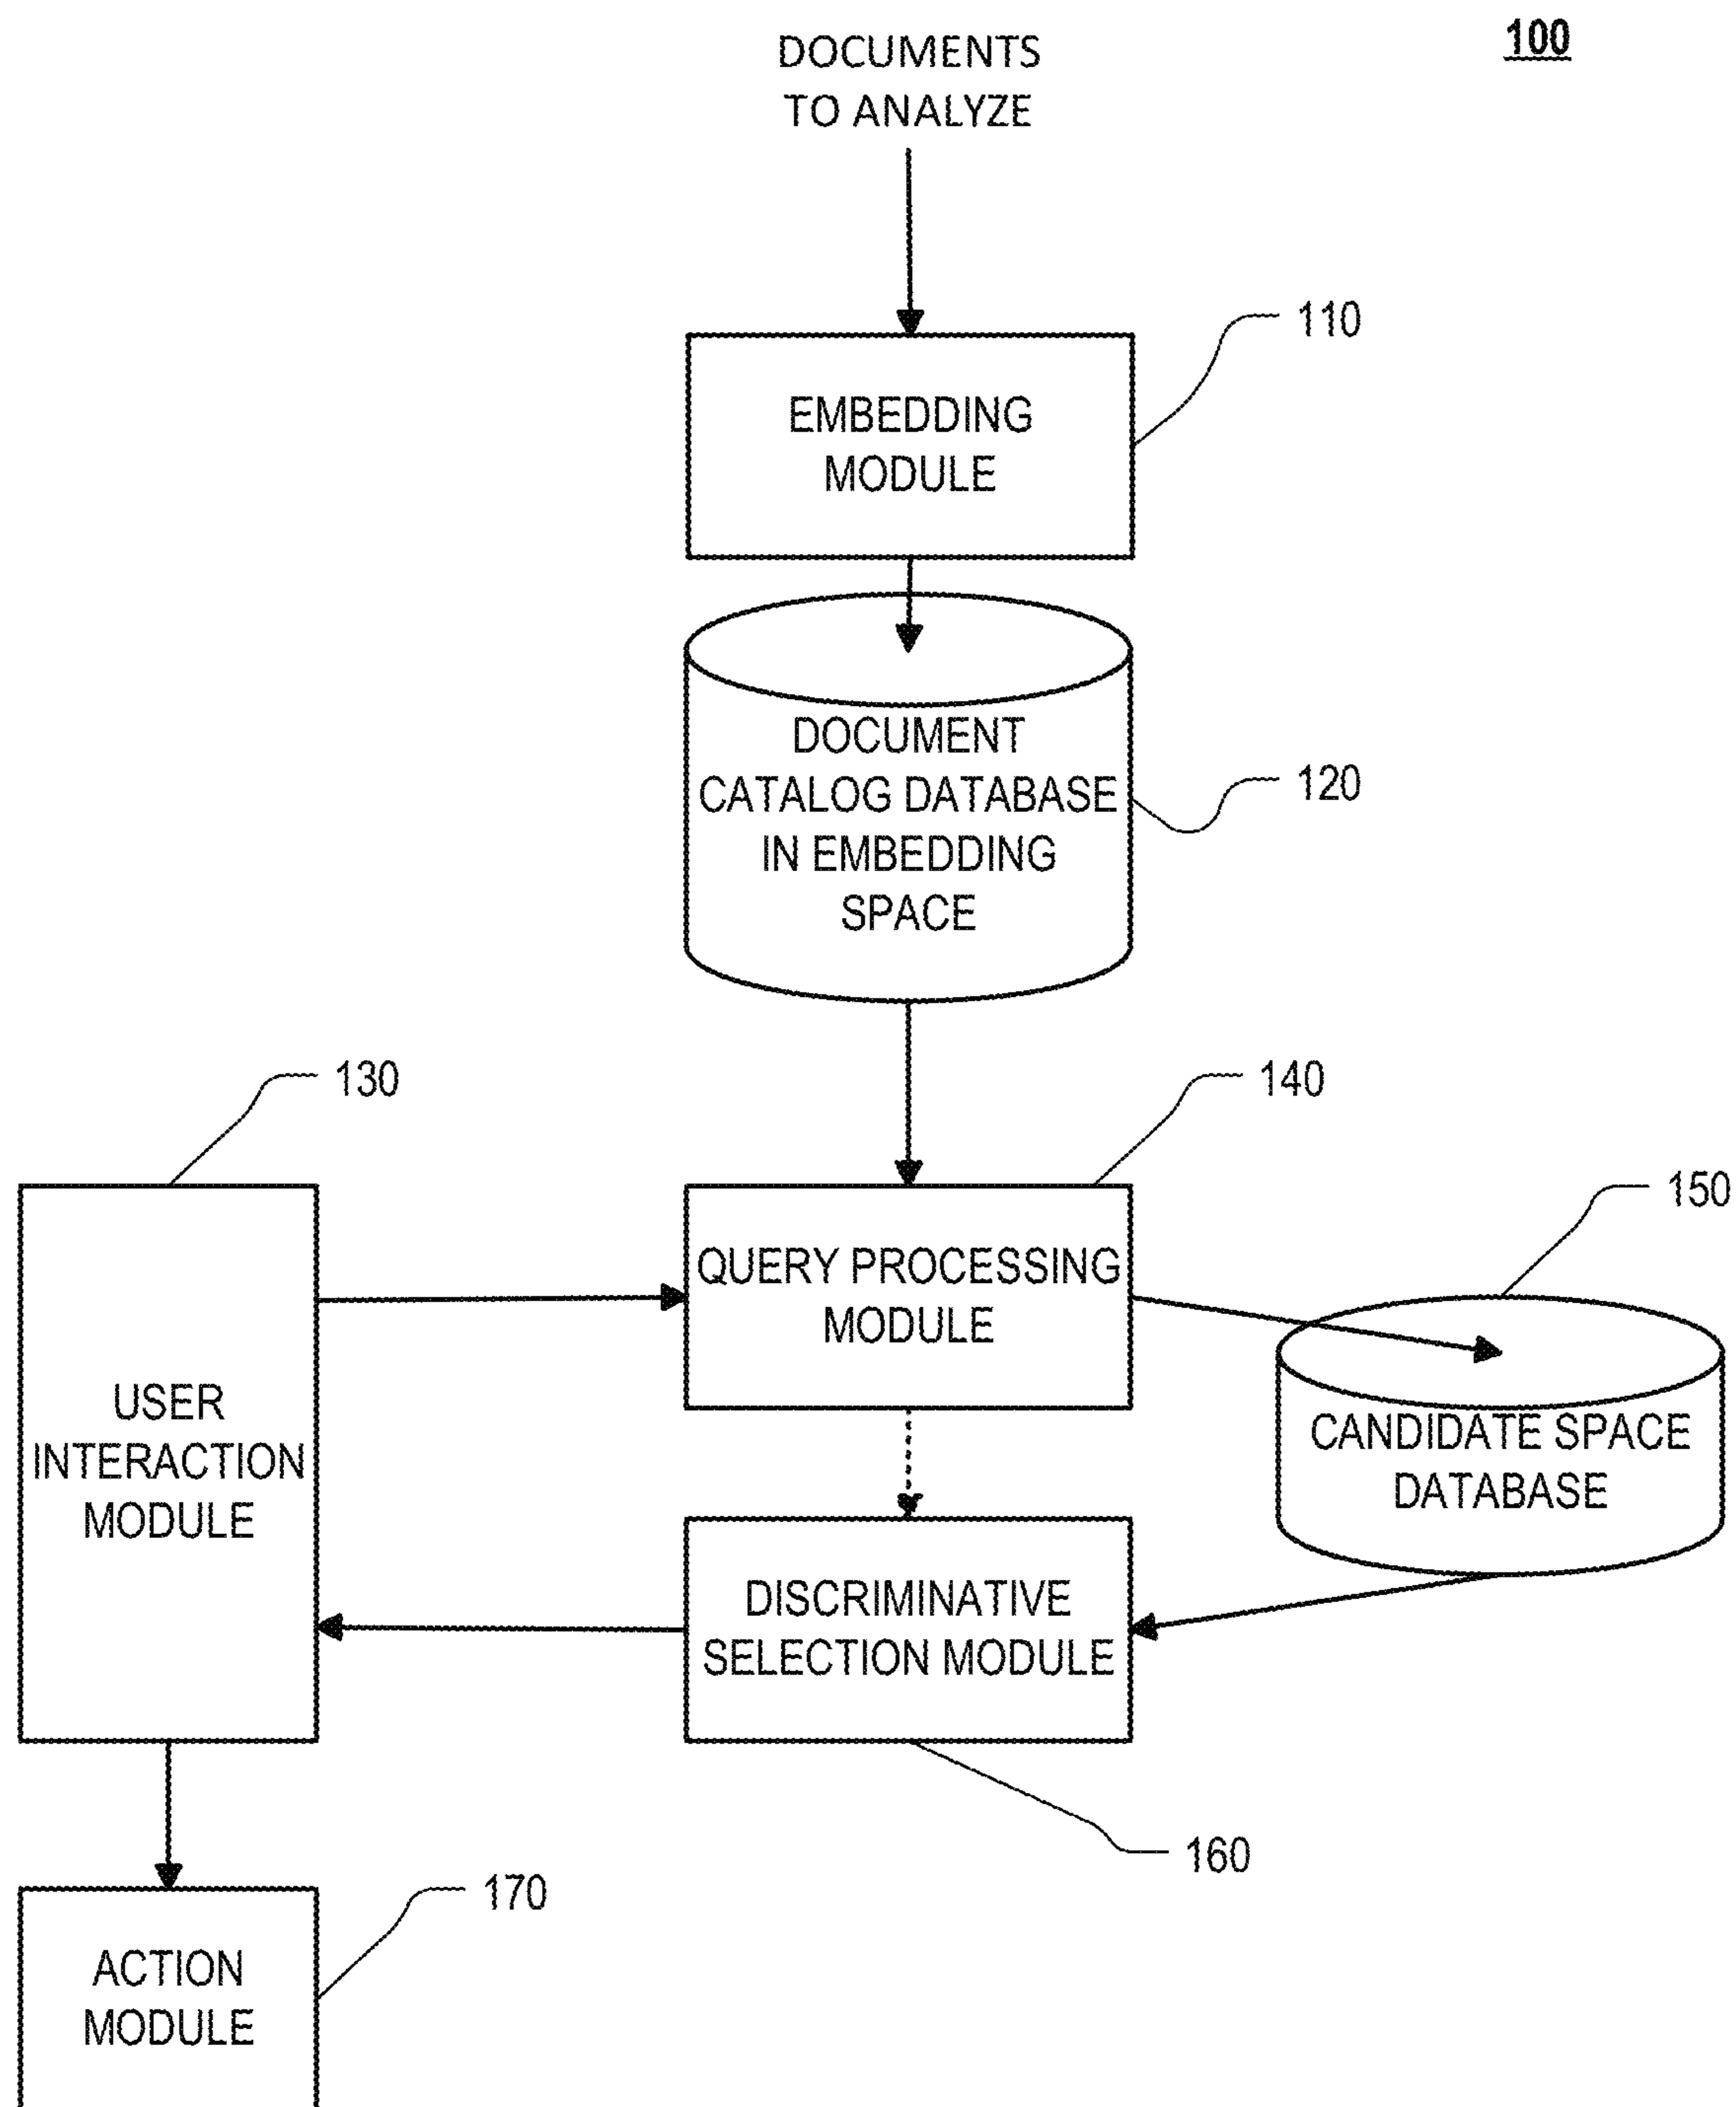 100
DOCUMENTS
TO ANALYZE
110
EMBEDDING
MODULE
DOCUMENT
CATALOG DATABASE
IN EMBEDDING
SPACE
120
130
140
150
QUERY PROCESSING
MODULE
USER
INTERACTION
MODULE
CANDIDATE SPACE
DATABASE
DISCRIMINATIVE
SELECTION MODULE
160
170
ACTION
MODULE